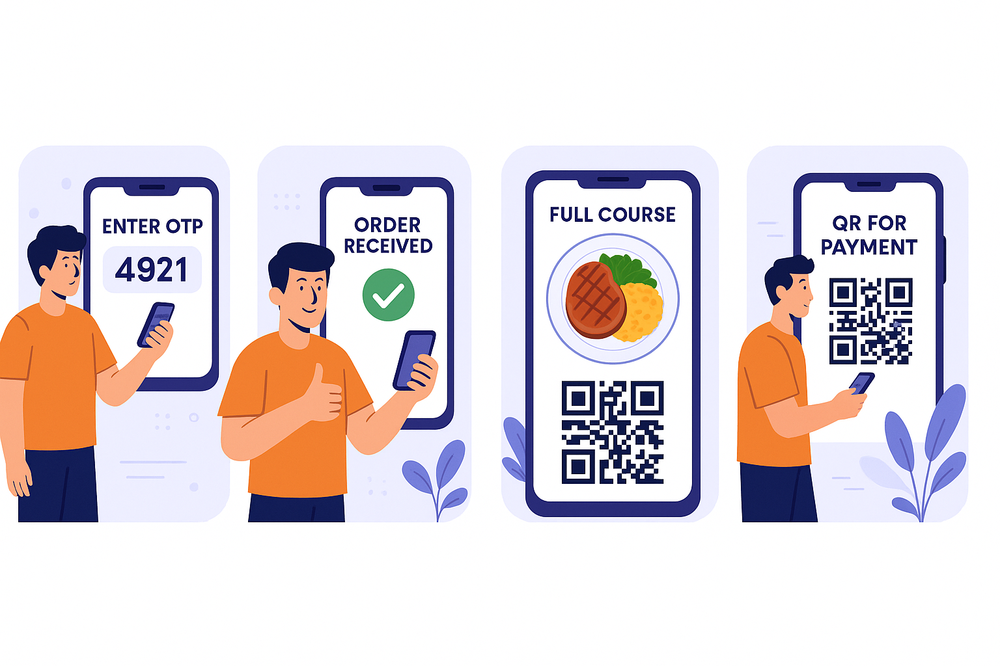 ENTER OTP
4921
ORDER
RECEIVED
FULL COURSE
QR FOR
PAYMENT